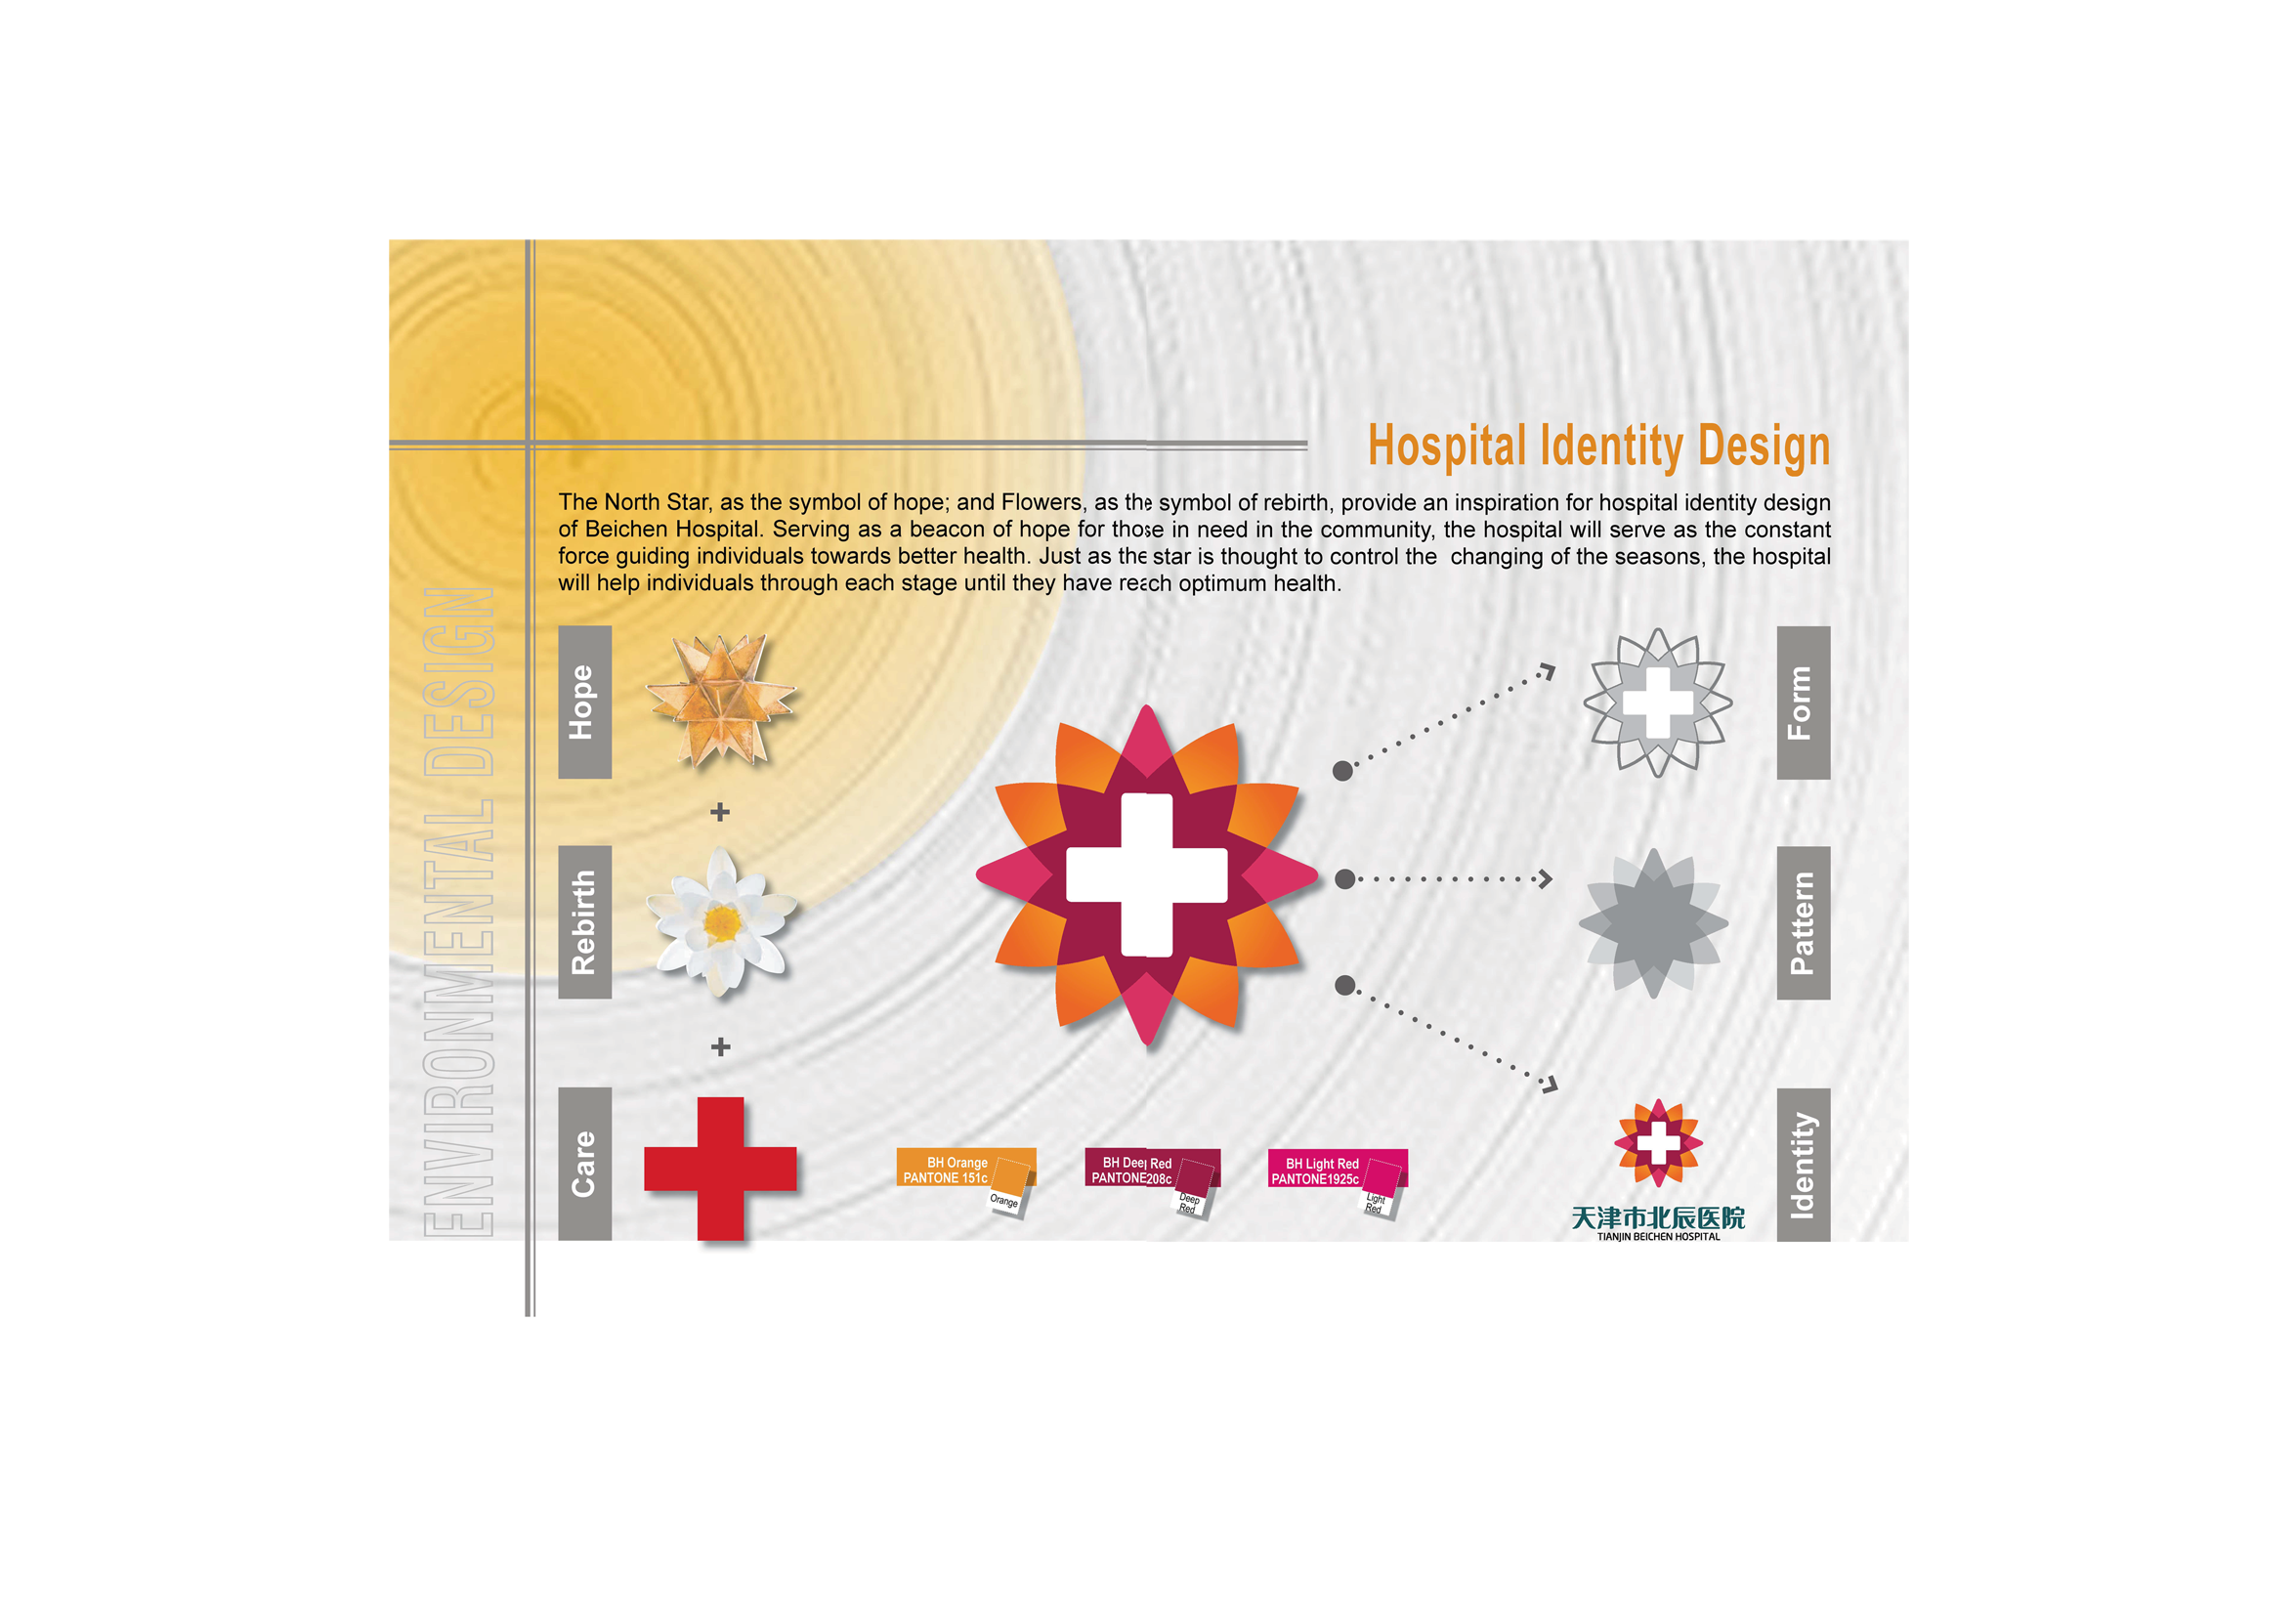 Hospital Identity Design
The North Star, as the symbol of hope; and Flowers, as the symbol of rebirth, provide an inspiration for hospital identity design
of Beichen Hospital. Serving as a beacon of hope for those in need in the community, the hospital will serve as the constant
force guiding individuals towards better health. Just as the star is thought to control the changing of the seasons, the hospital
will help individuals through each stage until they have reach optimum health.
ENVIRONMENTAL DESIGN
Hope
+
Rebirth
+
Care
BH Orange
PANTONE 151c
Orange
BH Deep Red
PANTONE208c
Deep
Red
BH Light Red
PANTONE1925c
Light
Red
Form
Pattern
Identity
天津市北辰医院
TIANJIN BEICHEN HOSPITAL